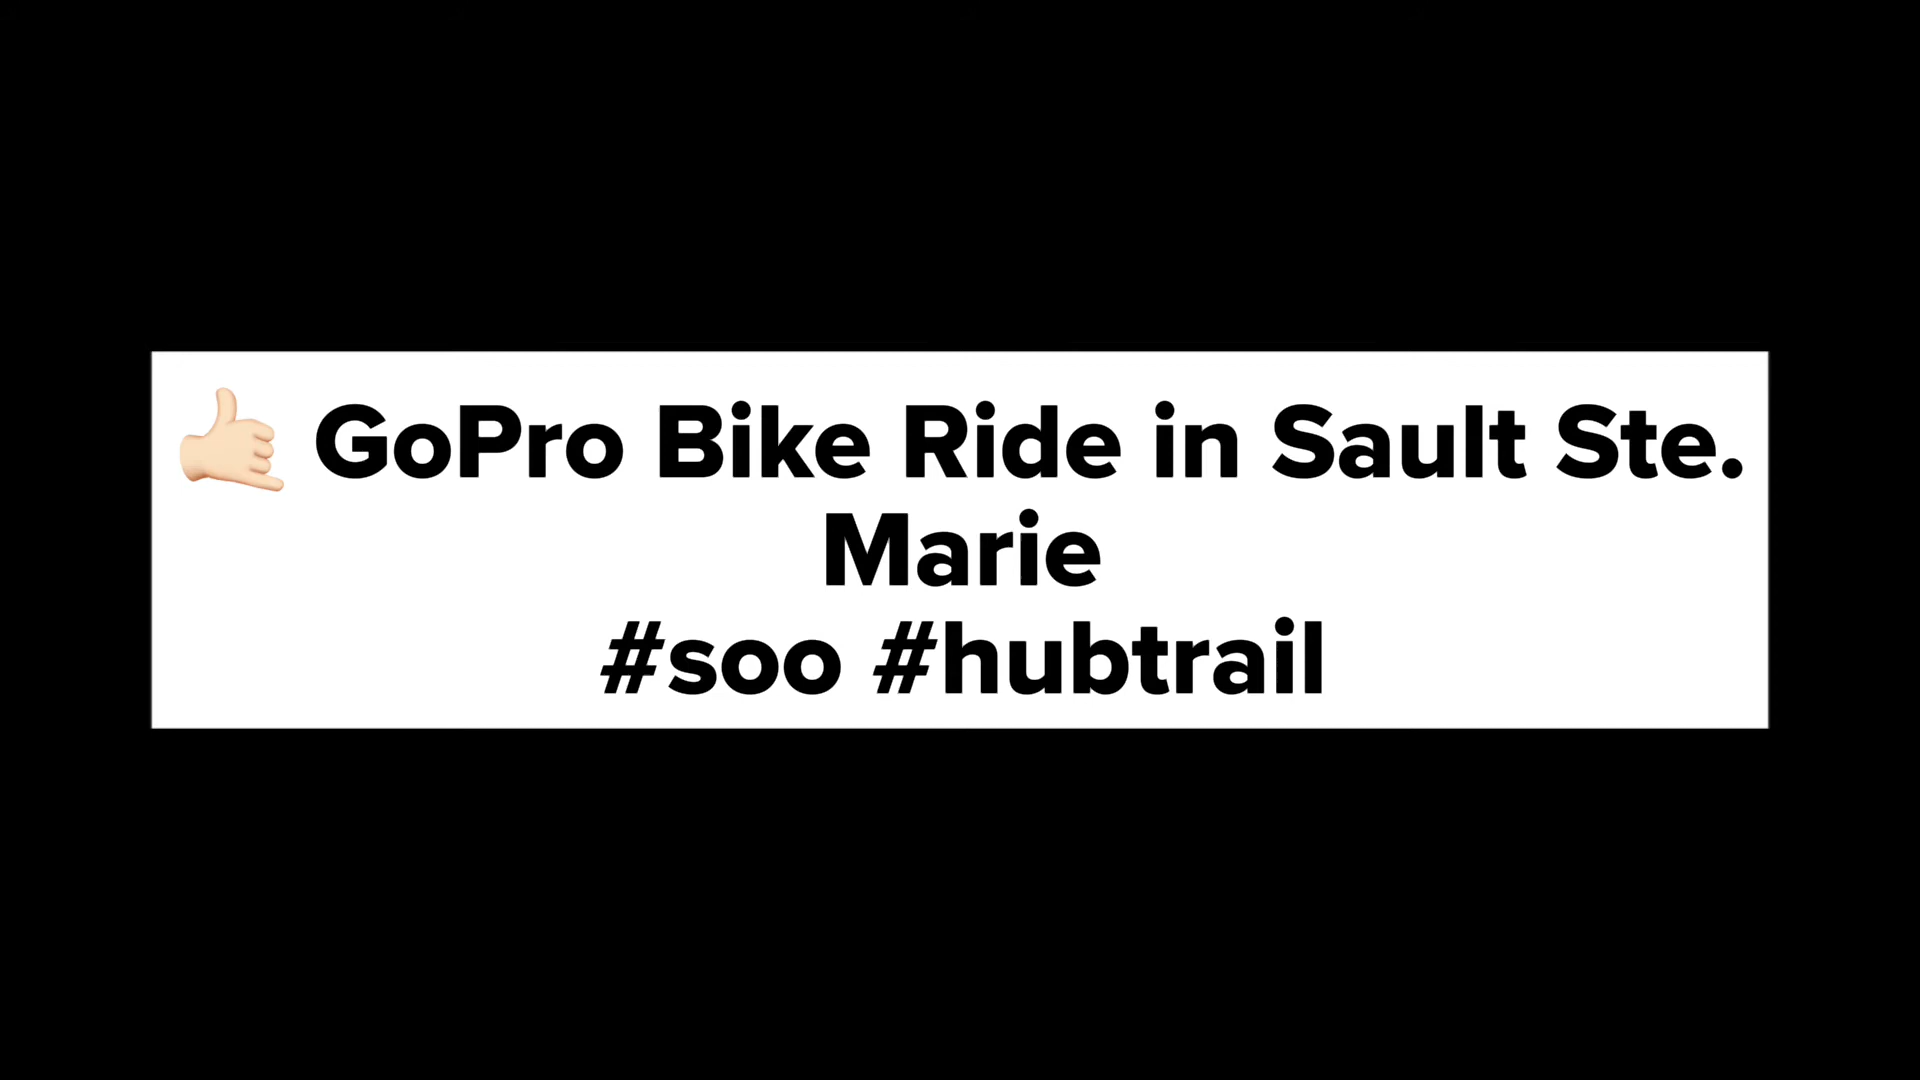 🤙🏻 GoPro Bike Ride in Sault Ste.
Marie
#soo #hubtrail